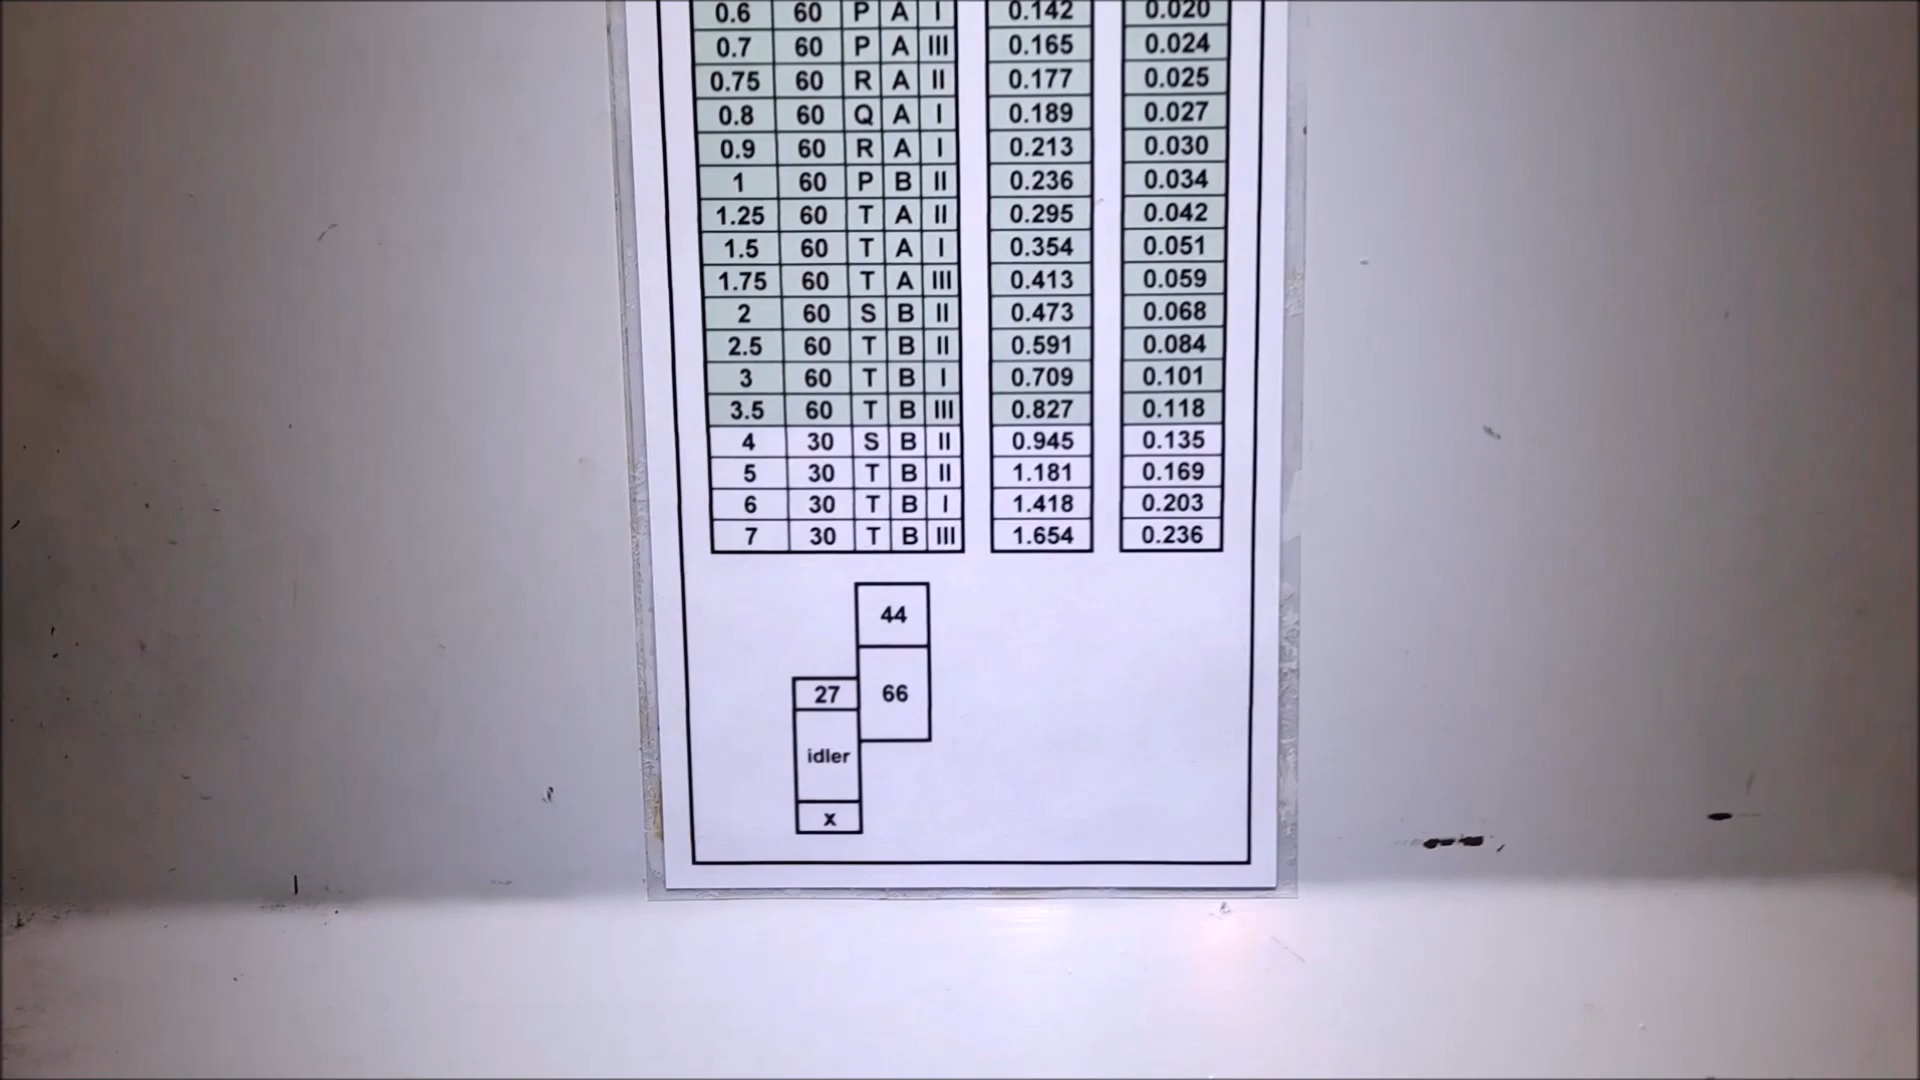 0.6 60 P A I 0.142 0.020
0.7 60 P A III 0.165 0.024
0.75 60 R A II 0.177 0.025
0.8 60 Q A I 0.189 0.027
0.9 60 R A I 0.213 0.030
1 60 P B II 0.236 0.034
1.25 60 T A II 0.295 0.042
1.5 60 T A I 0.354 0.051
1.75 60 T A III 0.413 0.059
2 60 S B II 0.473 0.068
2.5 60 T B II 0.591 0.084
3 60 T B I 0.709 0.101
3.5 60 T B III 0.827 0.118
4 30 S B II 0.945 0.135
5 30 T B II 1.181 0.169
6 30 T B I 1.418 0.203
7 30 T B III 1.654 0.236
44
27 66
idler
x